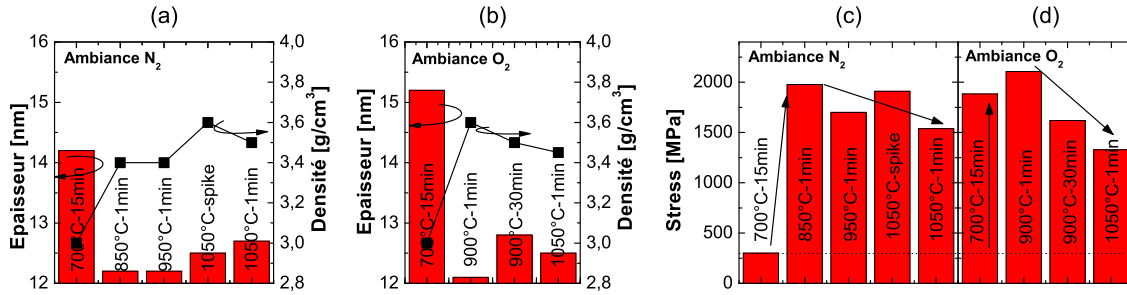 (a)
(b)
(c)
(d)
Epaisseur [nm]
16
15
14
13
12
Ambiance N2
700°C-15min
850°C-1min
950°C-1min
1050°C-spike
1050°C-1min
4,0
3,8
3,6
3,4
3,2
3,0
2,8
Densité [g/cm3]
Epaisseur [nm]
16
15
14
13
12
Ambiance O2
700°C-15min
900°C-1min
900°C-30min
1050°C-1min
4,0
3,8
3,6
3,4
3,2
3,0
2,8
Densité [g/cm3]
Stress [MPa]
2000
1500
1000
500
0
Ambiance N2
700°C-15min
850°C-1min
950°C-1min
1050°C-spike
1050°C-1min
Ambiance O2
700°C-15min
900°C-1min
900°C-30min
1050°C-1min